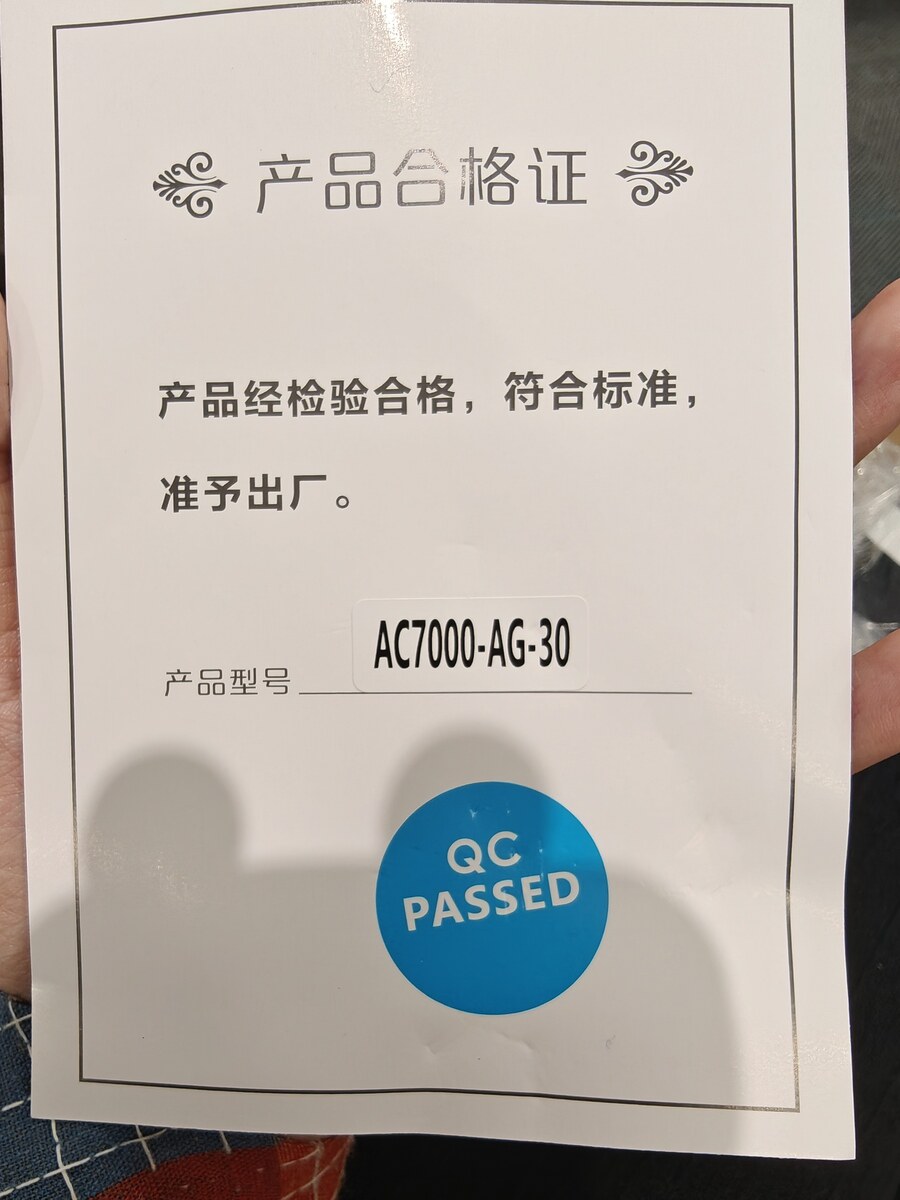 产品合格证
产品经检验合格，符合标准，
准予出厂。
产品型号 AC7000-AG-30
QC
PASSED